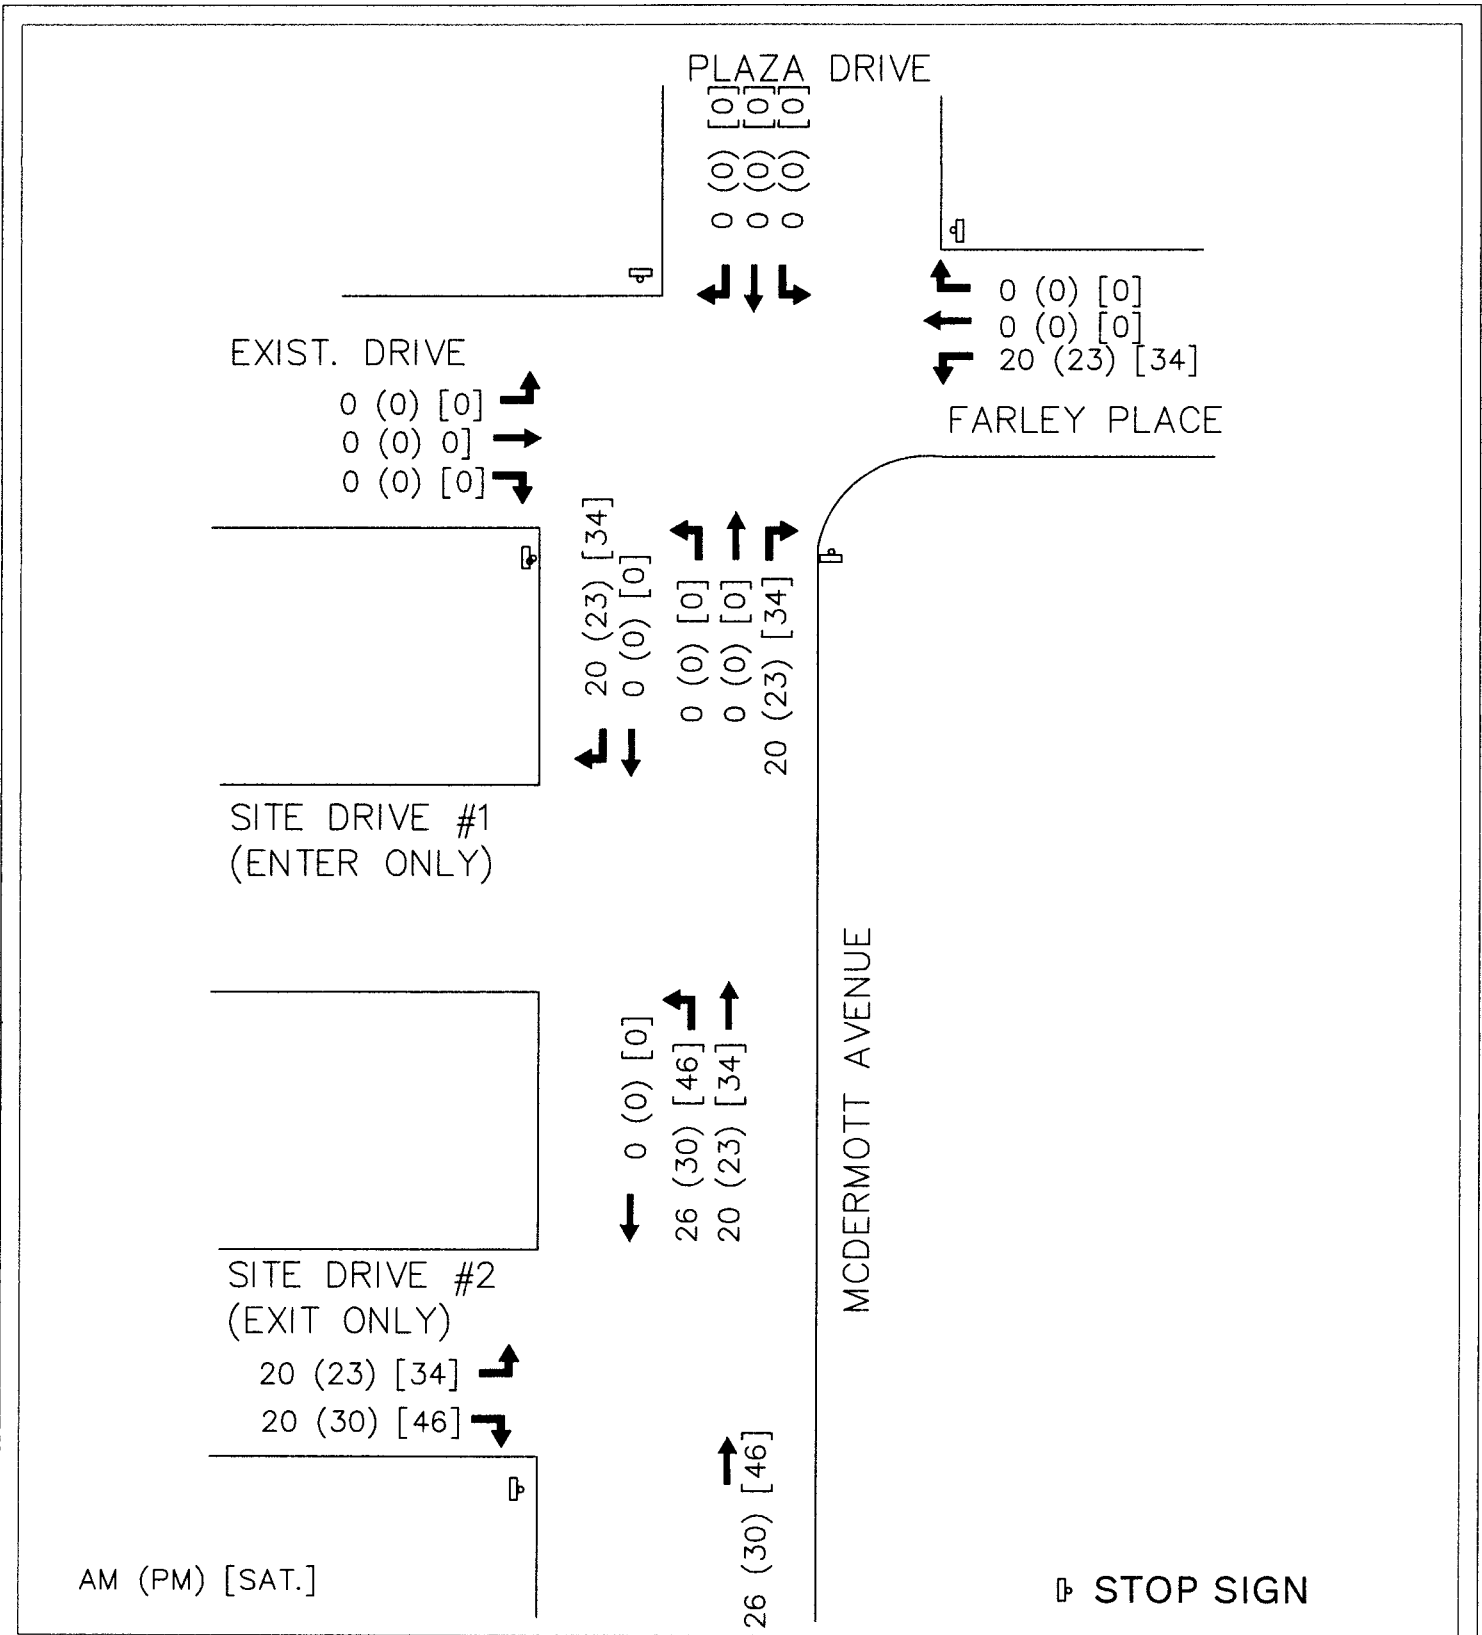 PLAZA DRIVE
[0] [0] [0]
(0) (0) (0)
0 0 0
0 (0) [0]
0 (0) [0]
20 (23) [34]
FARLEY PLACE
EXIST. DRIVE
0 (0) [0]
0 (0) 0]
0 (0) [0]
20 (23) [34]
0 (0) [0]
0 (0) [0]
0 (0) [0]
20 (23) [34]
SITE DRIVE #1
(ENTER ONLY)
0 (0) [0]
26 (30) [46]
20 (23) [34]
MCDERMOTT AVENUE
SITE DRIVE #2
(EXIT ONLY)
20 (23) [34]
20 (30) [46]
26 (30) [46]
AM (PM) [SAT.]
STOP SIGN